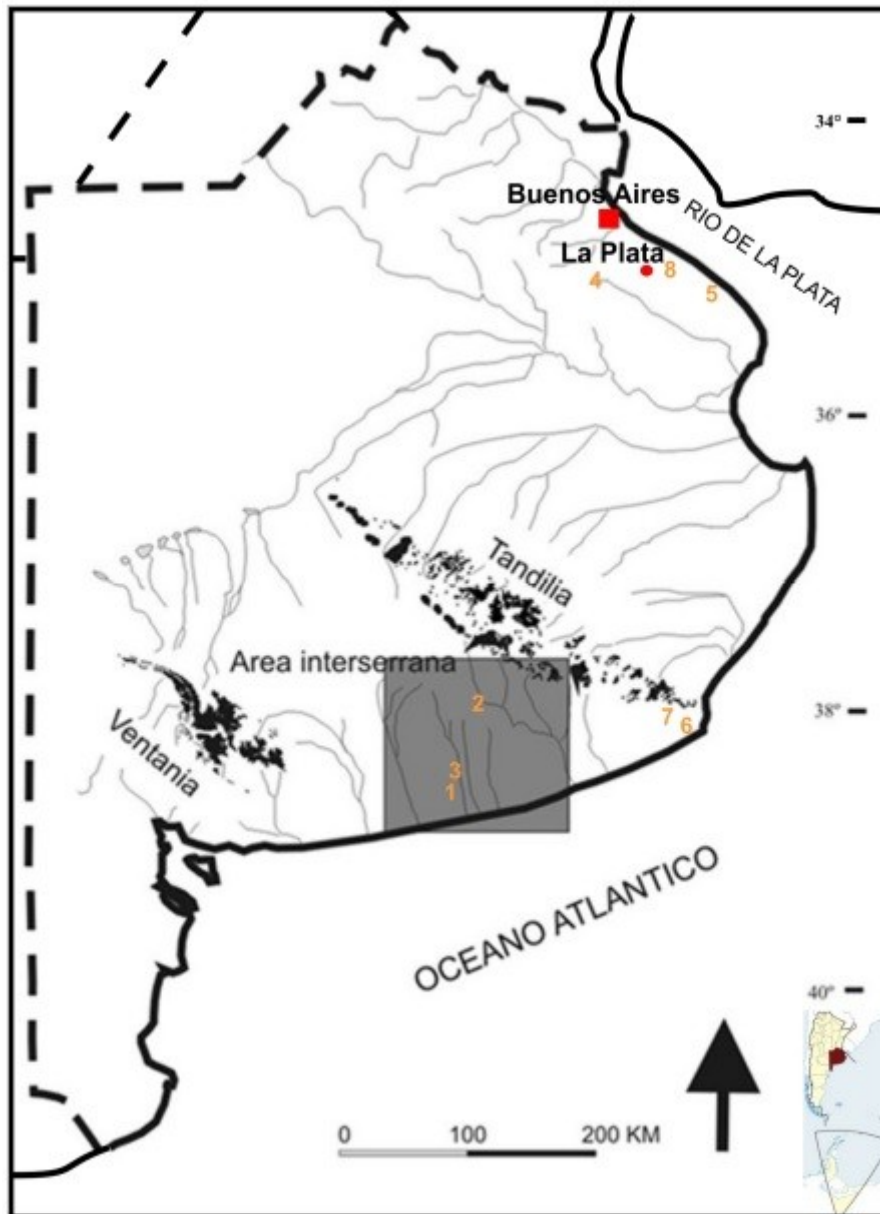 34°
Buenos Aires
RIO DE LA PLATA
La Plata
4
8
5
36°
Tandilia
Area interserrana
2
7
6
38°
Ventania
3
1
OCEANO ATLANTICO
40°
0 100 200 KM